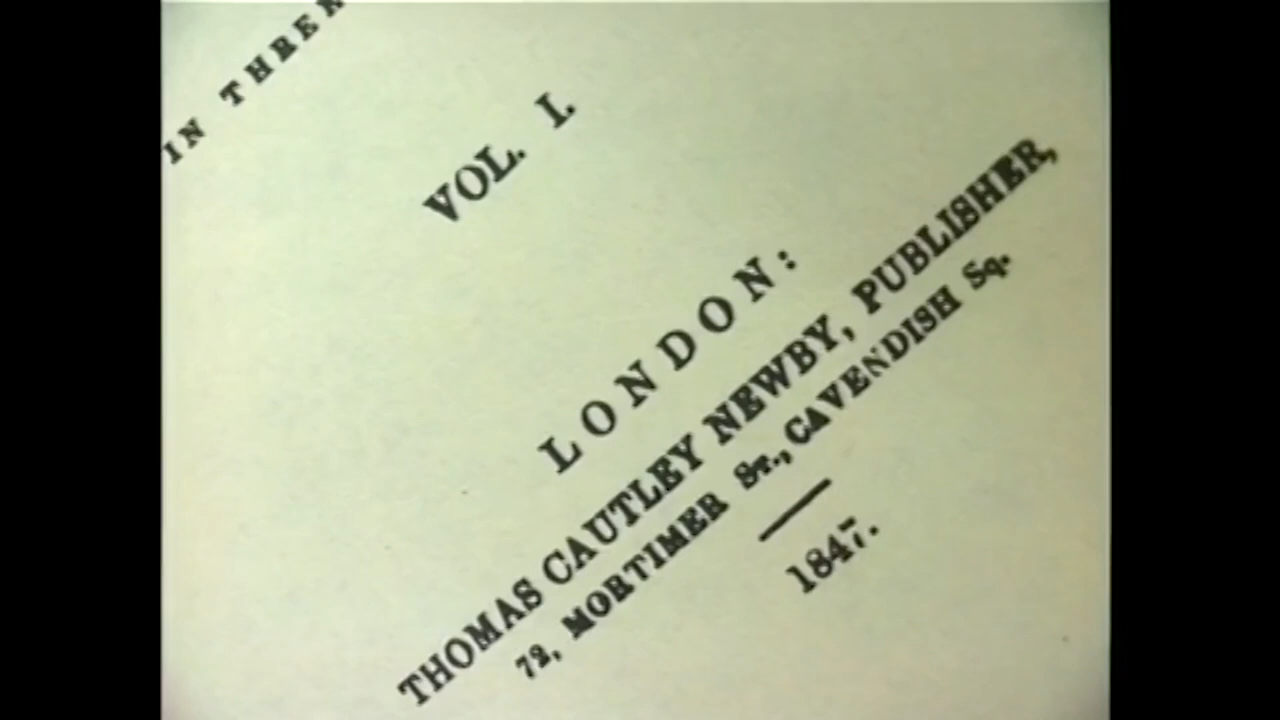 IN THREE
VOL. I.
LONDON:
THOMAS CAUTLEY NEWBY, PUBLISHER,
72, MORTIMER St., CAVENDISH Sq.
1847.